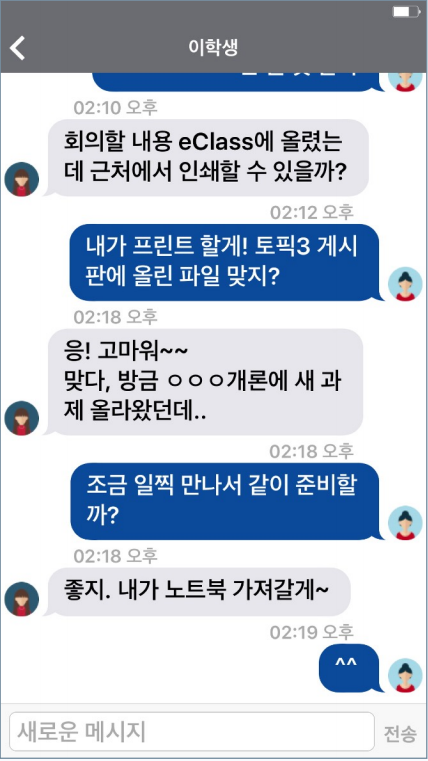 이학생
02:10 오후
회의할 내용 eClass에 올렸는
데 근처에서 인쇄할 수 있을까?
02:12 오후
내가 프린트 할게! 토픽3 게시
판에 올린 파일 맞지?
02:18 오후
응! 고마워~~
맞다, 방금 ㅇㅇㅇ개론에 새 과
제 올라왔던데..
02:18 오후
조금 일찍 만나서 같이 준비할
까?
02:18 오후
좋지. 내가 노트북 가져갈게~
02:19 오후
^^
새로운 메시지
전송